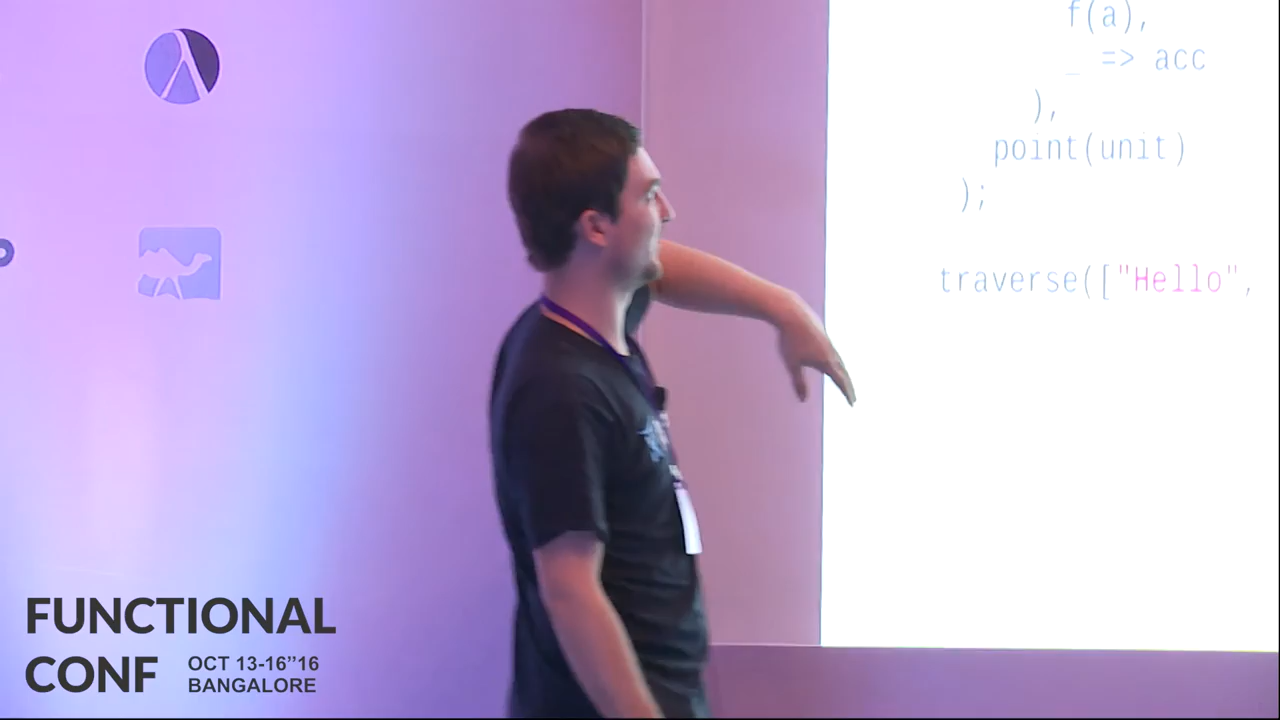 f(a),
_ => acc
),
point(unit)
);
traverse(["Hello",
FUNCTIONAL
CONF
OCT 13-16”16
BANGALORE